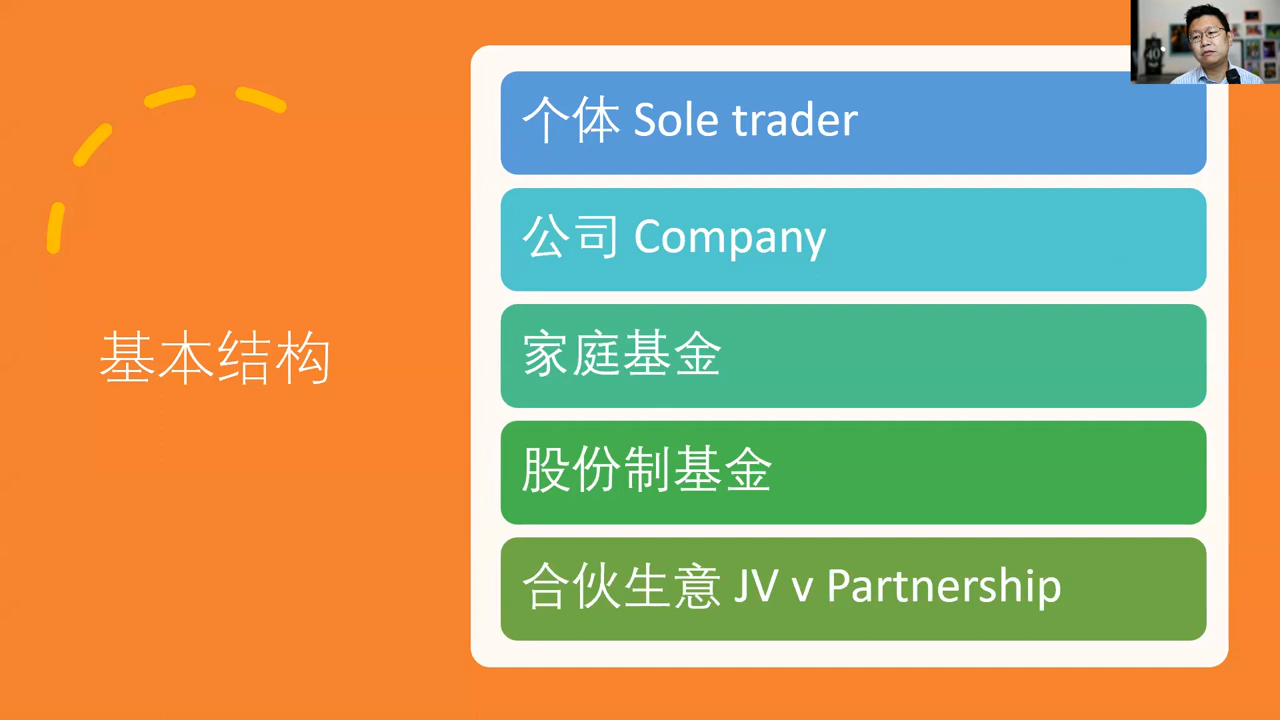 基本结构
个体 Sole trader
公司 Company
家庭基金
股份制基金
合伙生意 JV v Partnership